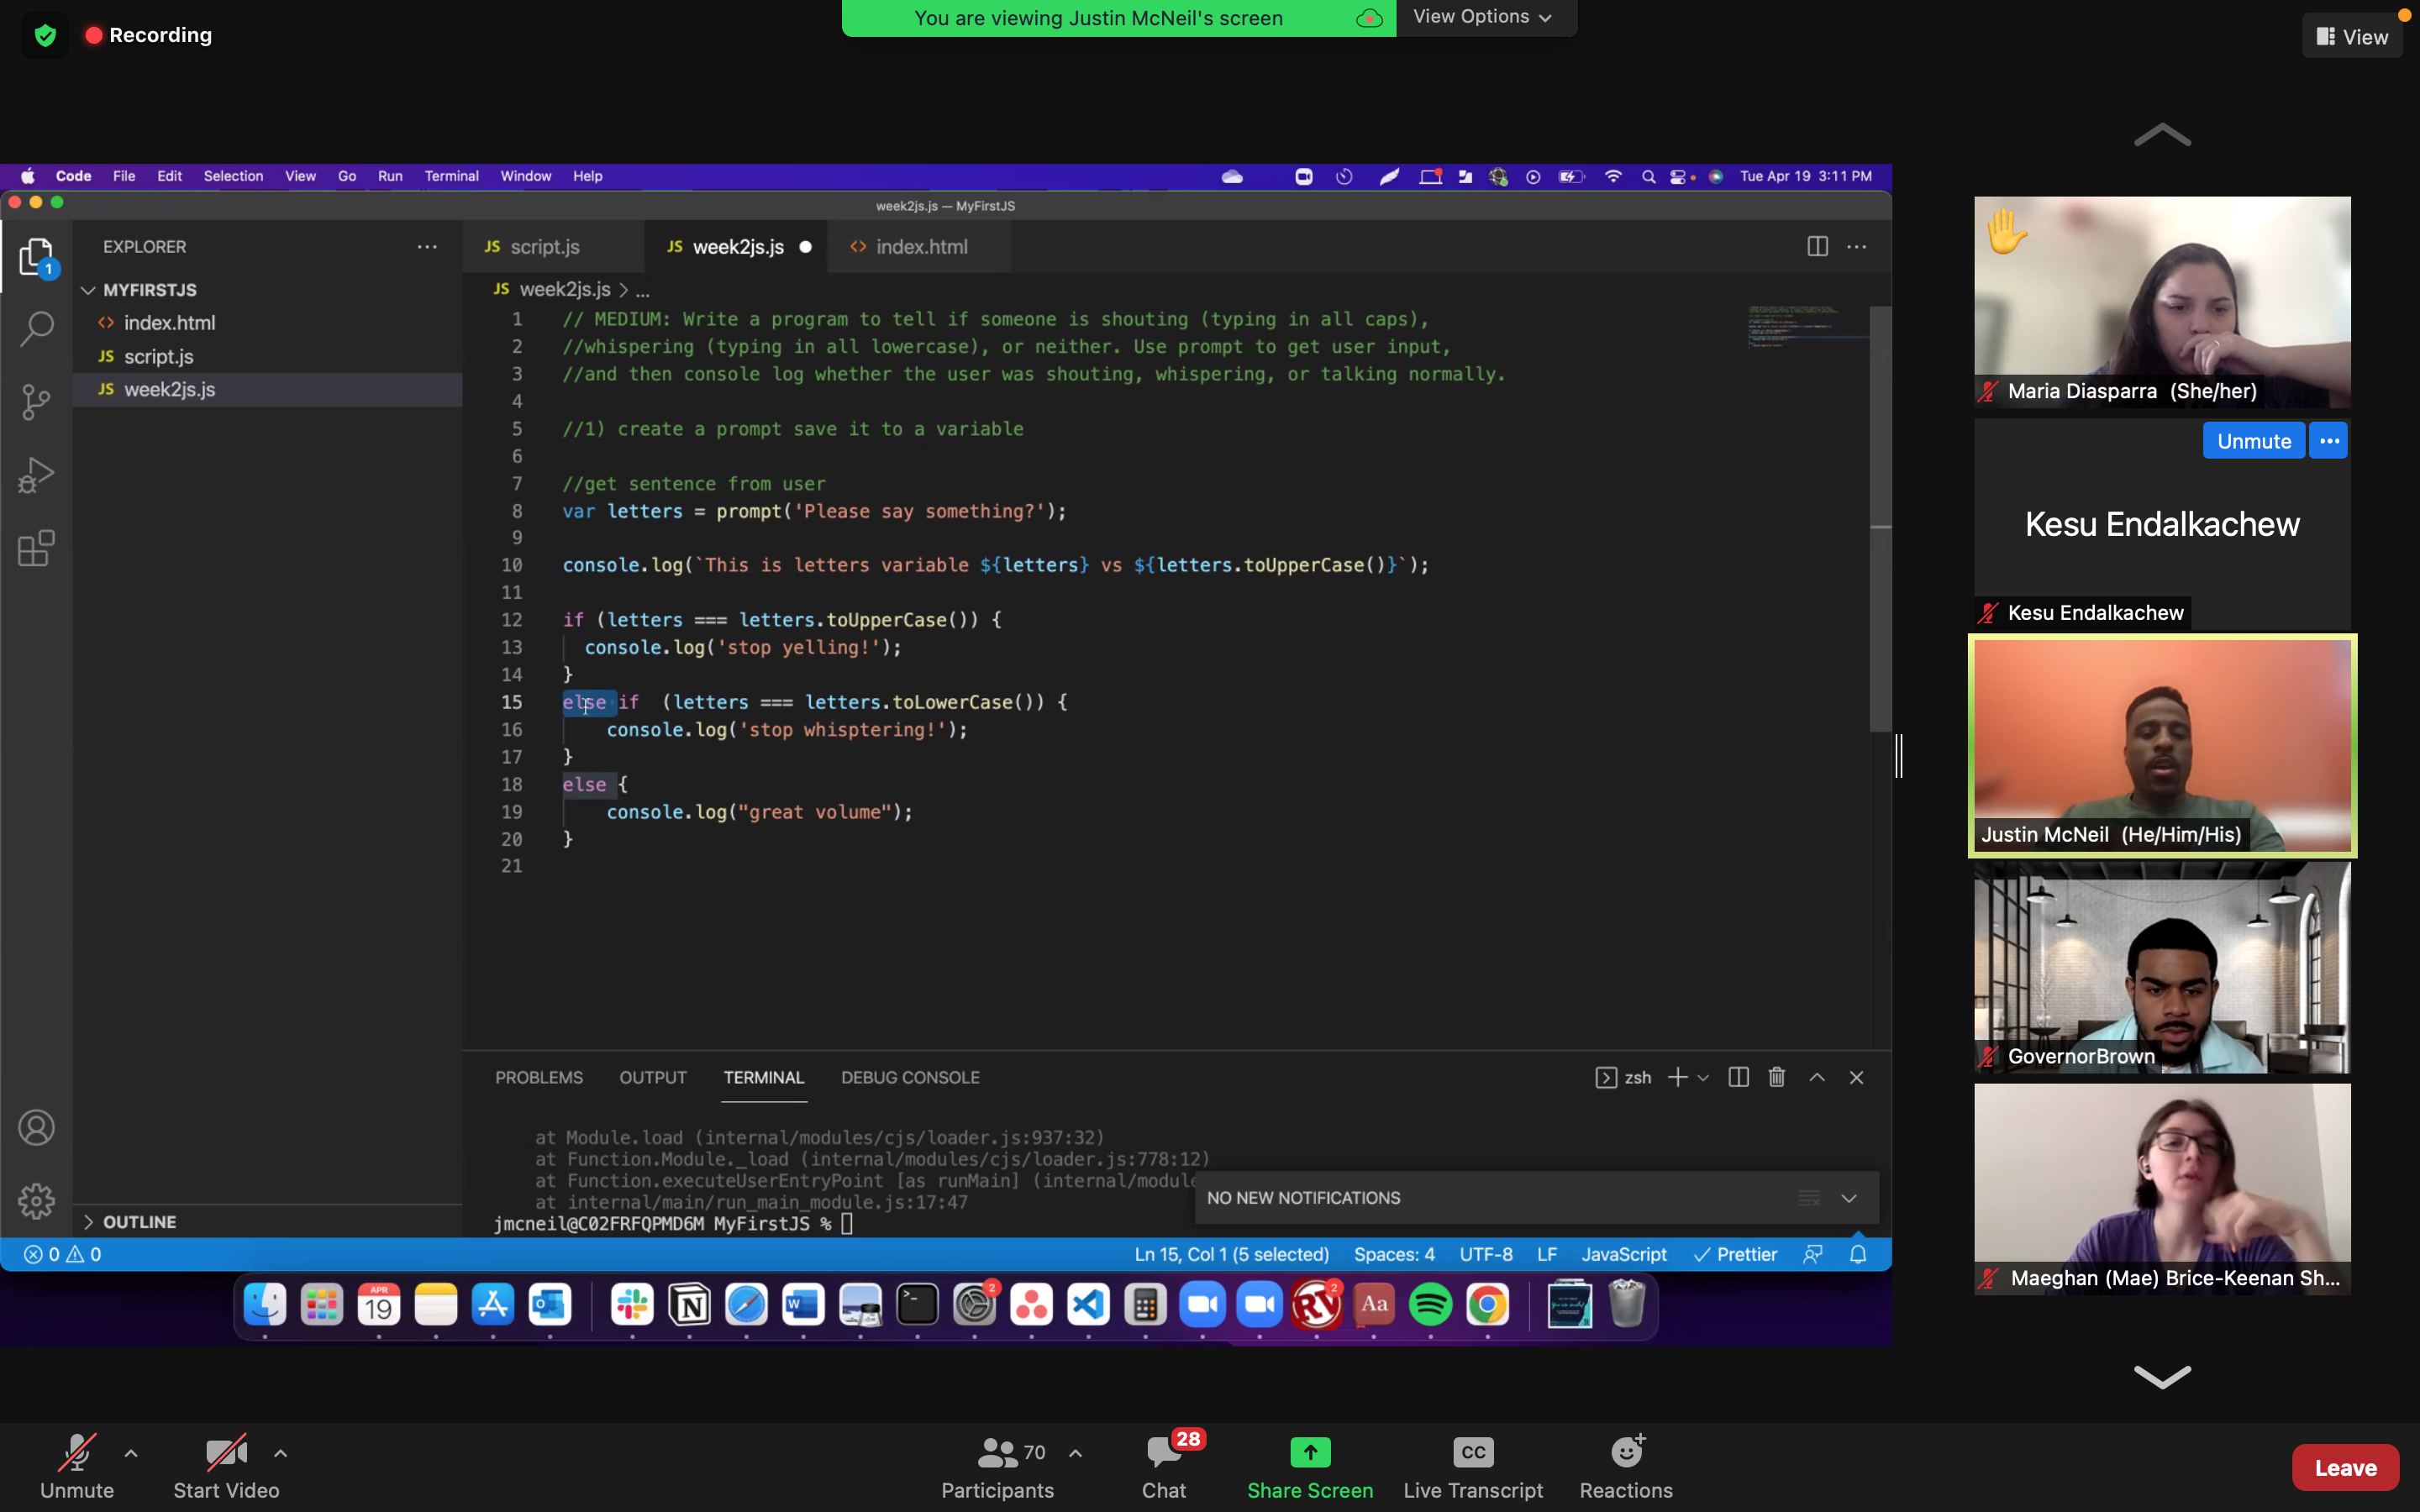 Recording
You are viewing Justin McNeil's screen
View Options
View
Code File Edit Selection View Go Run Terminal Window Help
Tue Apr 19 3:11 PM
week2js.js — MyFirstJS
EXPLORER
1
MYFIRSTJS
index.html
JS script.js
JS week2js.js
OUTLINE
JS script.js
JS week2js.js
index.html
JS week2js.js > ...
1 // MEDIUM: Write a program to tell if someone is shouting (typing in all caps),
2 //whispering (typing in all lowercase), or neither. Use prompt to get user input,
3 //and then console log whether the user was shouting, whispering, or talking normally.
4
5 //1) create a prompt save it to a variable
6
7 //get sentence from user
8 var letters = prompt('Please say something?');
9
10 console.log(`This is letters variable ${letters} vs ${letters.toUpperCase()}`);
11
12 if (letters === letters.toUpperCase()) {
13 console.log('stop yelling!');
14 }
15 else if (letters === letters.toLowerCase()) {
16 console.log('stop whisptering!');
17 }
18 else {
19 console.log("great volume");
20 }
21
PROBLEMS OUTPUT TERMINAL DEBUG CONSOLE
zsh
at Module.load (internal/modules/cjs/loader.js:937:32)
at Function.Module._load (internal/modules/cjs/loader.js:778:12)
at Function.executeUserEntryPoint [as runMain] (internal/module
at internal/main/run_main_module.js:17:47
jmcneil@C02FRFQPMD6M MyFirstJS %
NO NEW NOTIFICATIONS
0 0
Ln 15, Col 1 (5 selected) Spaces: 4 UTF-8 LF JavaScript Prettier
APR
19
N
W
2
RV
2
Aa
Maria Diasparra (She/her)
Unmute
Kesu Endalkachew
Kesu Endalkachew
Justin McNeil (He/Him/His)
GovernorBrown
Maeghan (Mae) Brice-Keenan Sh...
Unmute
Start Video
70
Participants
28
Chat
Share Screen
CC
Live Transcript
Reactions
Leave